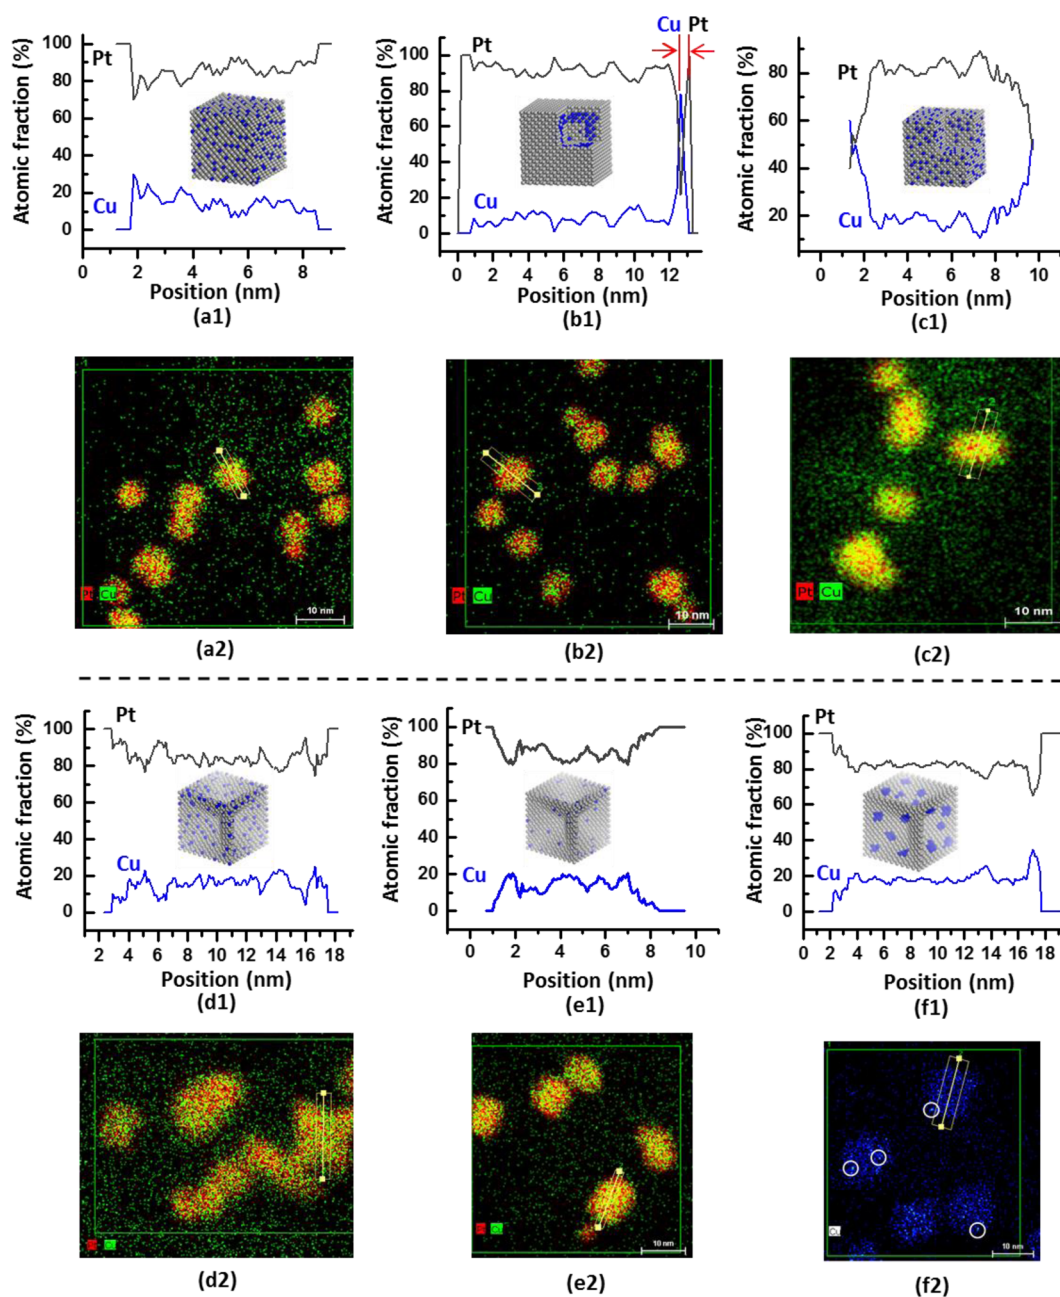 Atomic fraction (%)
100
80
60
40
20
0
Pt
Cu
0 2 4 6 8
Position (nm)
(a1)
Atomic fraction (%)
100
80
60
40
20
0
Pt
Cu
Cu Pt
0 2 4 6 8 10 12
Position (nm)
(b1)
Atomic fraction (%)
80
60
40
20
Pt
Cu
0 2 4 6 8 10
Position (nm)
(c1)
Pt Cu
10 nm
(a2)
Pt Cu
10 nm
(b2)
Pt Cu
10 nm
(c2)
Atomic fraction (%)
100
80
60
40
20
0
Pt
Cu
2 4 6 8 10 12 14 16 18
Position (nm)
(d1)
Atomic fraction (%)
100
80
60
40
20
0
Pt
Cu
0 2 4 6 8 10
Position (nm)
(e1)
Atomic fraction (%)
100
80
60
40
20
0
Pt
Cu
0 2 4 6 8 10 12 14 16 18
Position (nm)
(f1)
Pt Cu
(d2)
Pt Cu
10 nm
(e2)
Cu
10 nm
(f2)